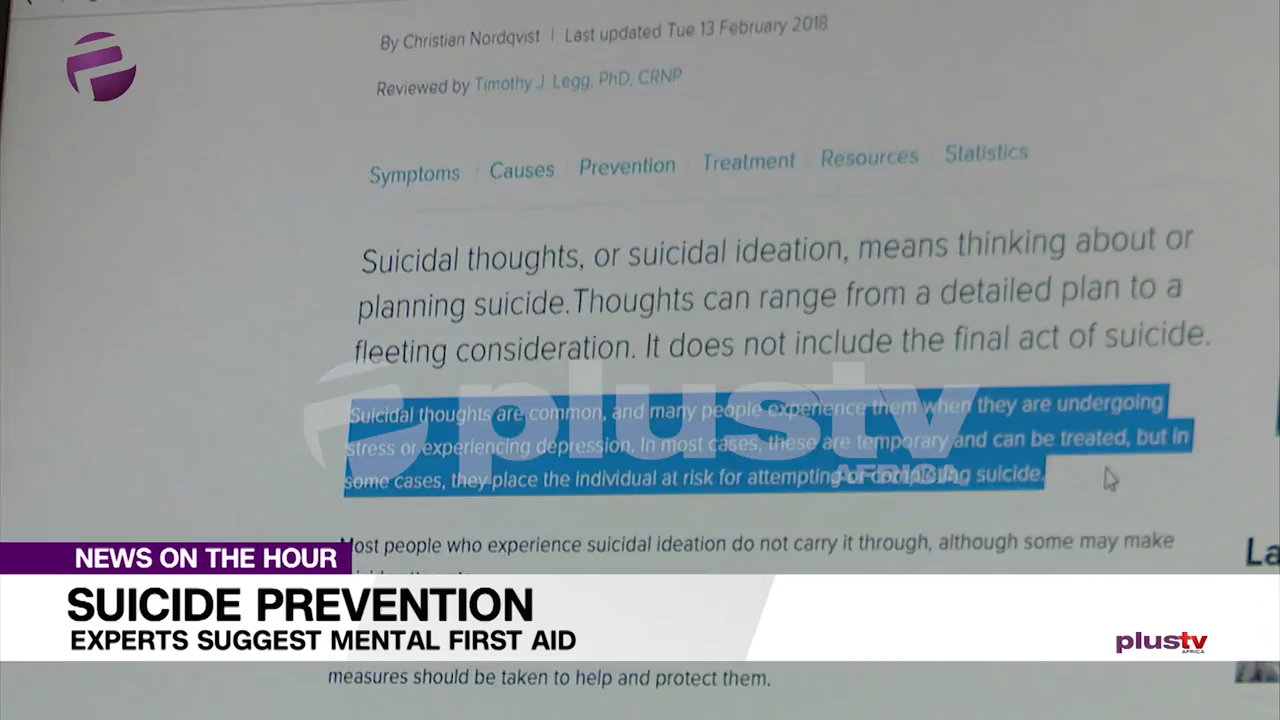 By Christian Nordqvist | Last updated Tue 13 February 2018
Reviewed by Timothy J. Legg, PhD, CRNP
Symptoms Causes Prevention Treatment Resources Statistics
Suicidal thoughts, or suicidal ideation, means thinking about or
planning suicide.Thoughts can range from a detailed plan to a
fleeting consideration. It does not include the final act of suicide.
Suicidal thoughts are common, and many people experience them when they are undergoing
stress or experiencing depression. In most cases, these are temporary and can be treated, but in
some cases, they place the individual at risk for attempting or completing suicide.
plustv
AFRICA
Most people who experience suicidal ideation do not carry it through, although some may make
La
NEWS ON THE HOUR
SUICIDE PREVENTION
EXPERTS SUGGEST MENTAL FIRST AID
plustv
AFRICA
measures should be taken to help and protect them.